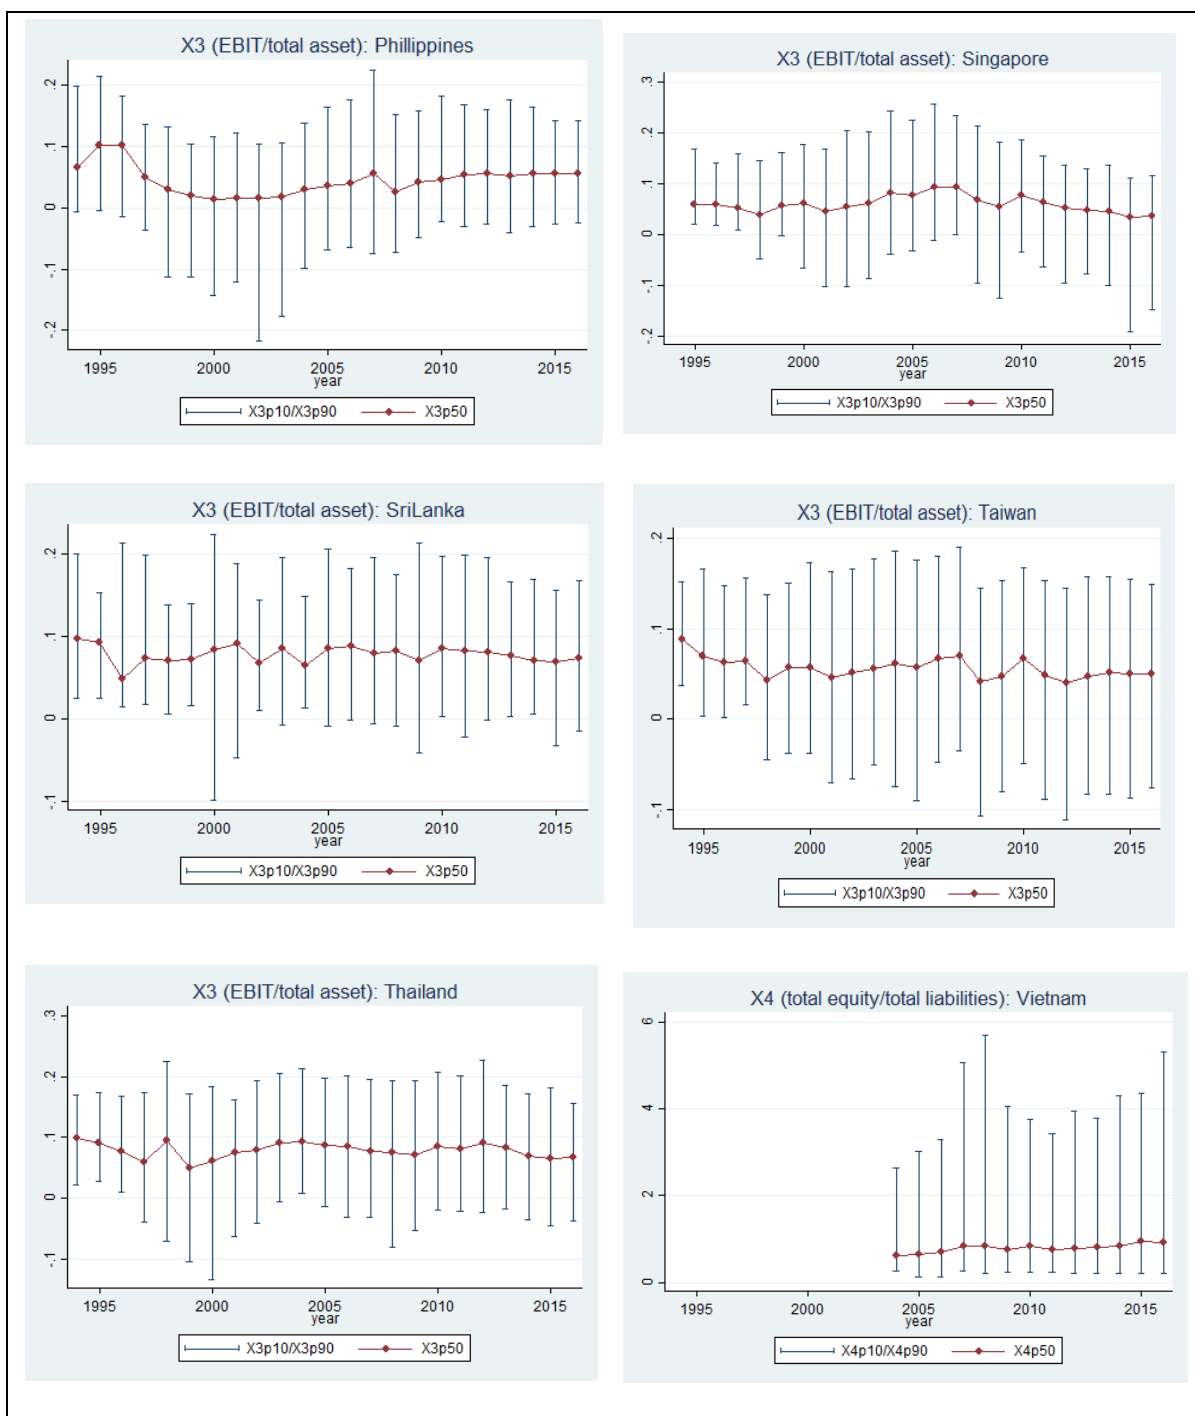 X3 (EBIT/total asset): Phillippines
.2
.1
0
-.1
-.2
1995 2000 2005 2010 2015
year
X3p10/X3p90 X3p50
X3 (EBIT/total asset): Singapore
.3
.2
.1
0
-.1
-.2
1995 2000 2005 2010 2015
year
X3p10/X3p90 X3p50
X3 (EBIT/total asset): SriLanka
.2
.1
0
-.1
1995 2000 2005 2010 2015
year
X3p10/X3p90 X3p50
X3 (EBIT/total asset): Taiwan
.2
.1
0
-.1
1995 2000 2005 2010 2015
year
X3p10/X3p90 X3p50
X3 (EBIT/total asset): Thailand
.3
.2
.1
0
-.1
1995 2000 2005 2010 2015
year
X3p10/X3p90 X3p50
X4 (total equity/total liabilities): Vietnam
6
4
2
0
1995 2000 2005 2010 2015
year
X4p10/X4p90 X4p50